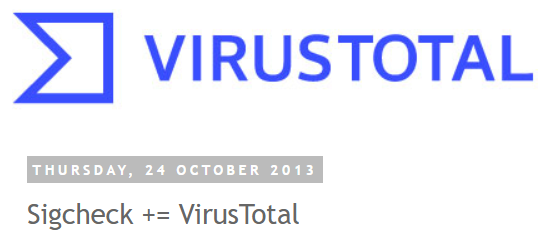 VIRUSTOTAL
THURSDAY, 24 OCTOBER 2013
Sigcheck += VirusTotal